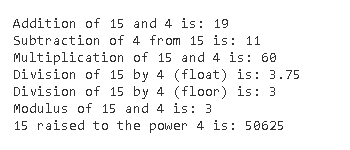 Addition of 15 and 4 is: 19
Subtraction of 4 from 15 is: 11
Multiplication of 15 and 4 is: 60
Division of 15 by 4 (float) is: 3.75
Division of 15 by 4 (floor) is: 3
Modulus of 15 and 4 is: 3
15 raised to the power 4 is: 50625